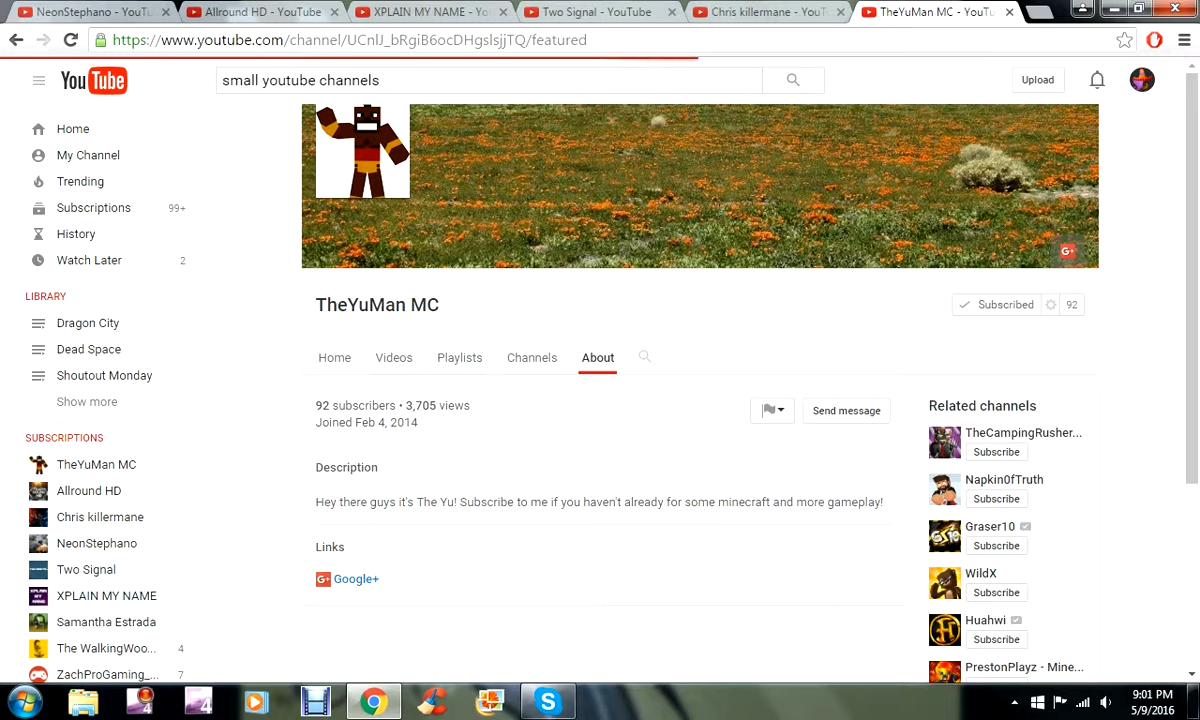 NeonStephano - YouTu
Allround HD - YouTube
XPLAIN MY NAME - Yo
Two Signal - YouTube
Chris killermane - YouTu
TheYuMan MC - YouTu
https://www.youtube.com/channel/UCnlJ_bRgiB6ocDHgslsjjTQ/featured
YouTube
small youtube channels
Upload
Home
My Channel
Trending
Subscriptions 99+
History
Watch Later 2
LIBRARY
Dragon City
Dead Space
Shoutout Monday
Show more
SUBSCRIPTIONS
TheYuMan MC
Allround HD
Chris killermane
NeonStephano
Two Signal
XPLAIN MY NAME
Samantha Estrada
The WalkingWoo... 4
ZachProGaming_... 7
G+
TheYuMan MC
Subscribed 92
Home Videos Playlists Channels About
92 subscribers • 3,705 views
Joined Feb 4, 2014
Send message
Description
Hey there guys it's The Yu! Subscribe to me if you haven't already for some minecraft and more gameplay!
Links
G+ Google+
Related channels
TheCampingRusher...
Subscribe
Napkin0fTruth
Subscribe
Graser10
Subscribe
WildX
Subscribe
Huahwi
Subscribe
PrestonPlayz - Mine...
9:01 PM
5/9/2016